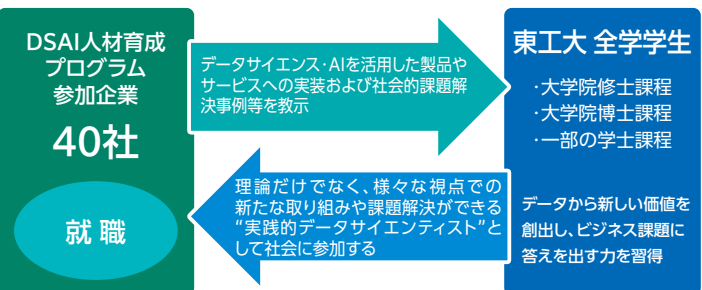 DSAI人材育成
プログラム
参加企業
40社
就職
データサイエンス・AIを活用した製品や
サービスへの実装および社会的課題解
決事例等を教示
理論だけでなく、様々な視点での
新たな取り組みや課題解決ができる
“実践的データサイエンティスト”と
して社会に参加する
東工大 全学学生
・大学院修士課程
・大学院博士課程
・一部の学士課程
データから新しい価値を
創出し、ビジネス課題に
答えを出す力を習得